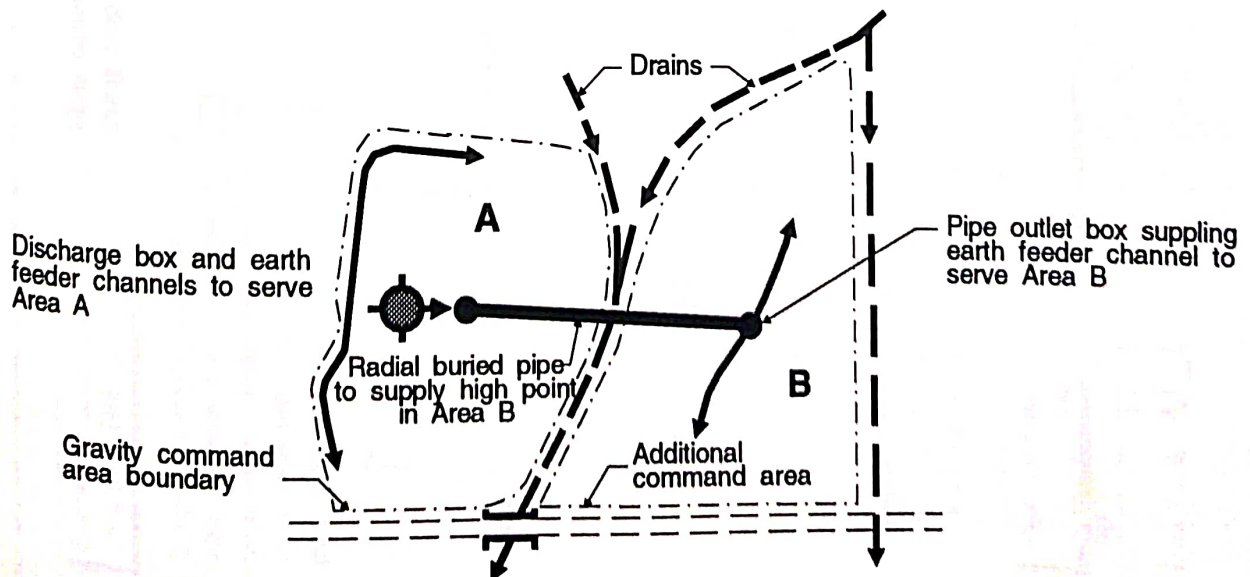 Drains
A
Discharge box and earth
feeder channels to serve
Area A
Pipe outlet box suppling
earth feeder channel to
serve Area B
Radial buried pipe
to supply high point
in Area B
B
Gravity command
area boundary
Additional
command area